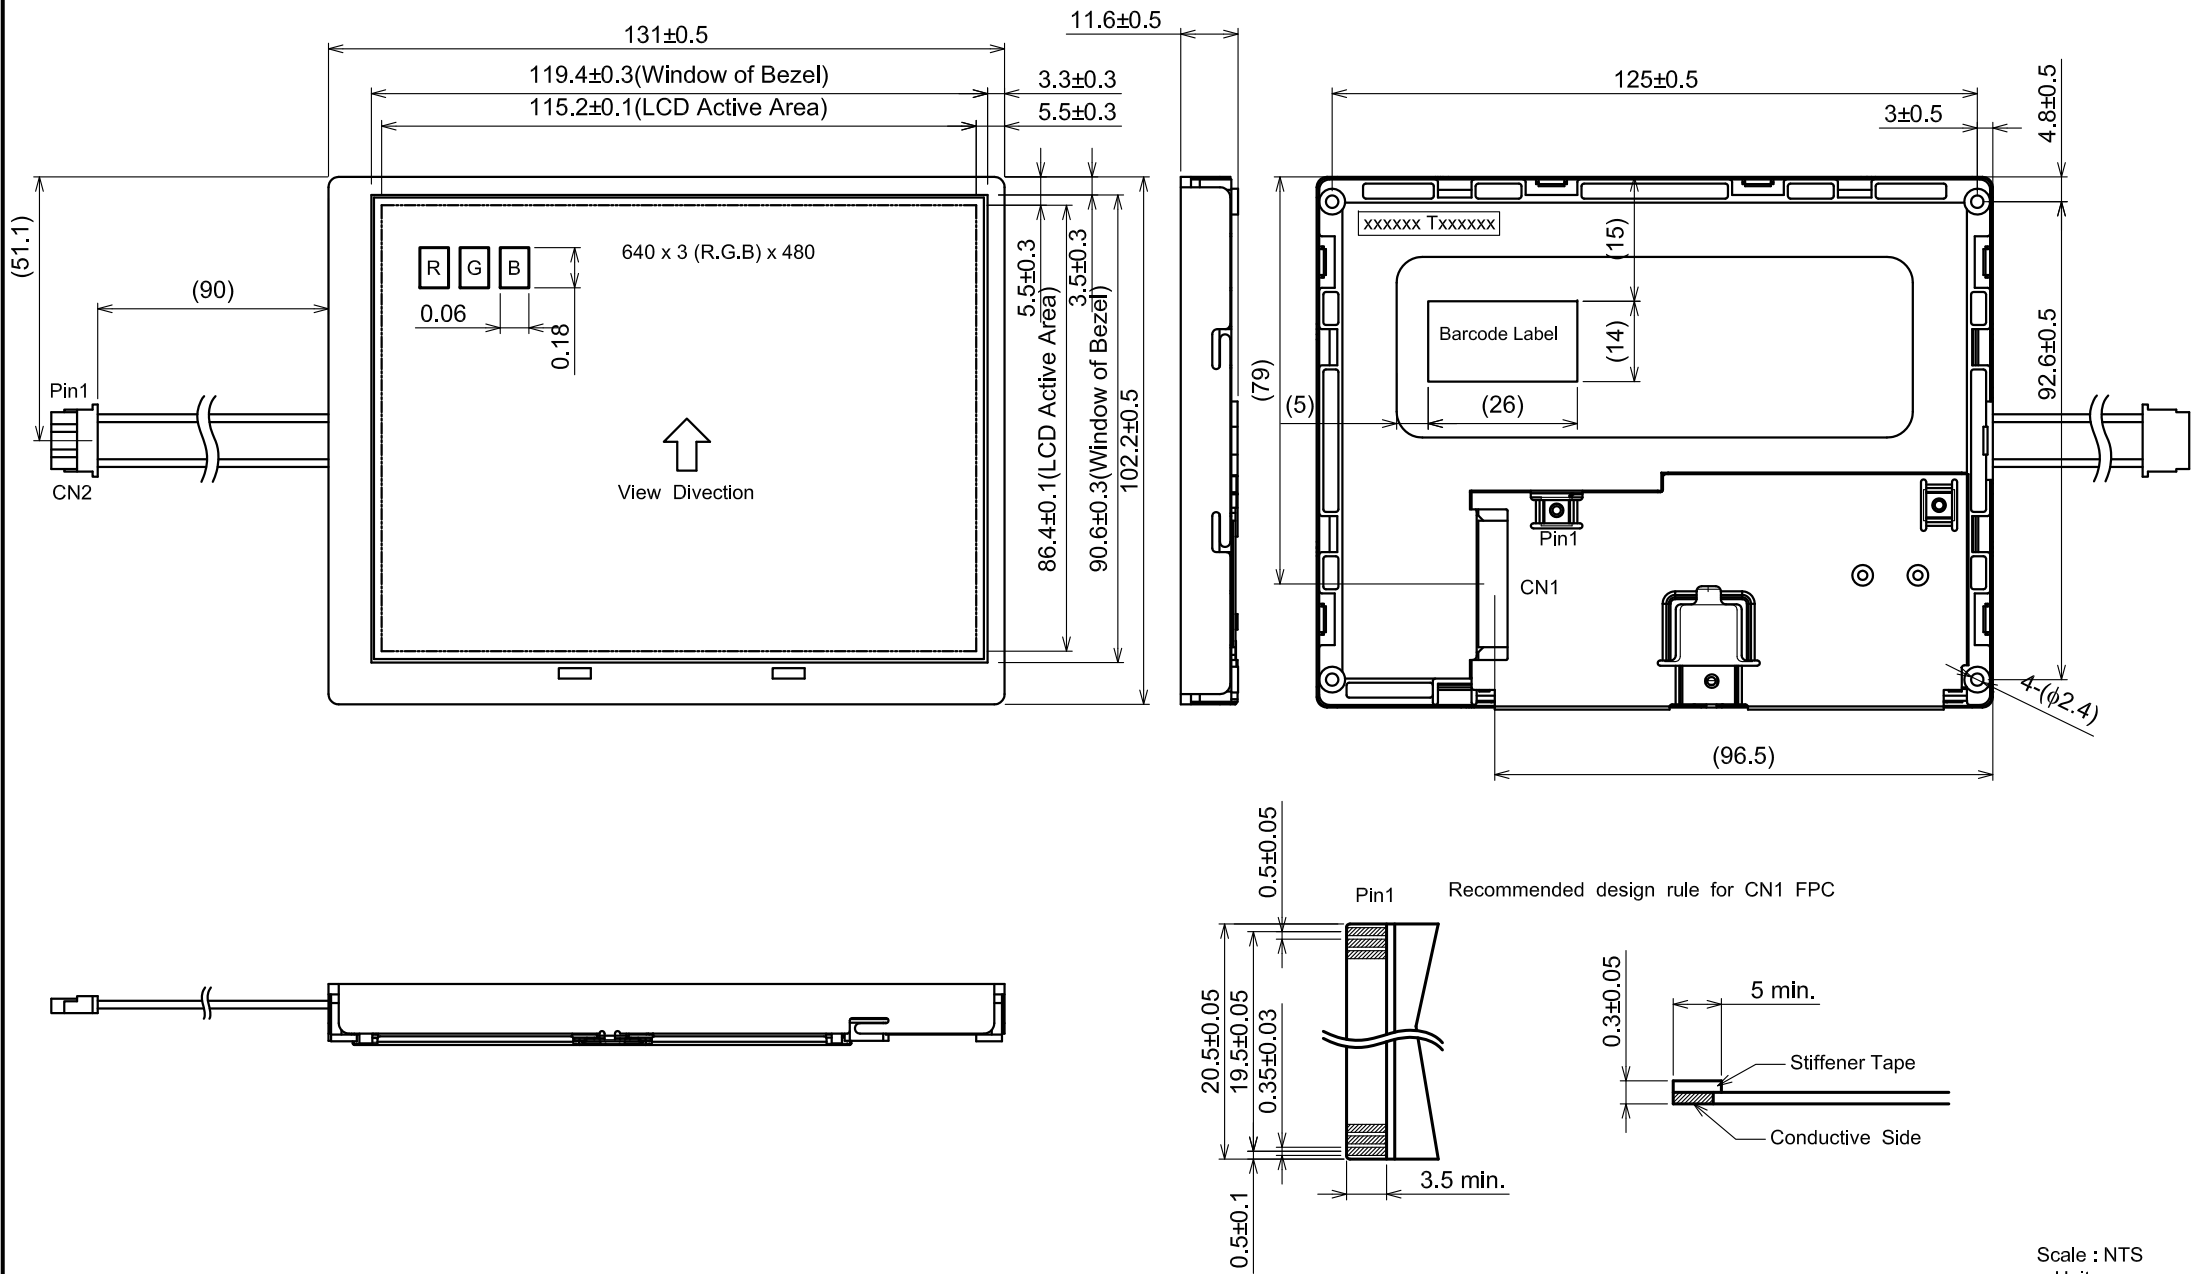 131±0.5
119.4±0.3(Window of Bezel)
115.2±0.1(LCD Active Area)
3.3±0.3
5.5±0.3
11.6±0.5
125±0.5
3±0.5
4.8±0.5
(51.1)
(90)
R G B
640 x 3 (R.G.B) x 480
0.06
0.18
5.5±0.3
3.5±0.3
86.4±0.1(LCD Active Area)
90.6±0.3(Window of Bezel)
102.2±0.5
Pin1
CN2
View Divection
xxxxxx Txxxxxx
(15)
Barcode Label
(14)
(79)
(5)
(26)
92.6±0.5
Pin1
CN1
4-(ϕ2.4)
(96.5)
0.5±0.05
Pin1
Recommended design rule for CN1 FPC
20.5±0.05
19.5±0.05
0.35±0.03
0.5±0.1
3.5 min.
0.3±0.05
5 min.
Stiffener Tape
Conductive Side
Scale : NTS